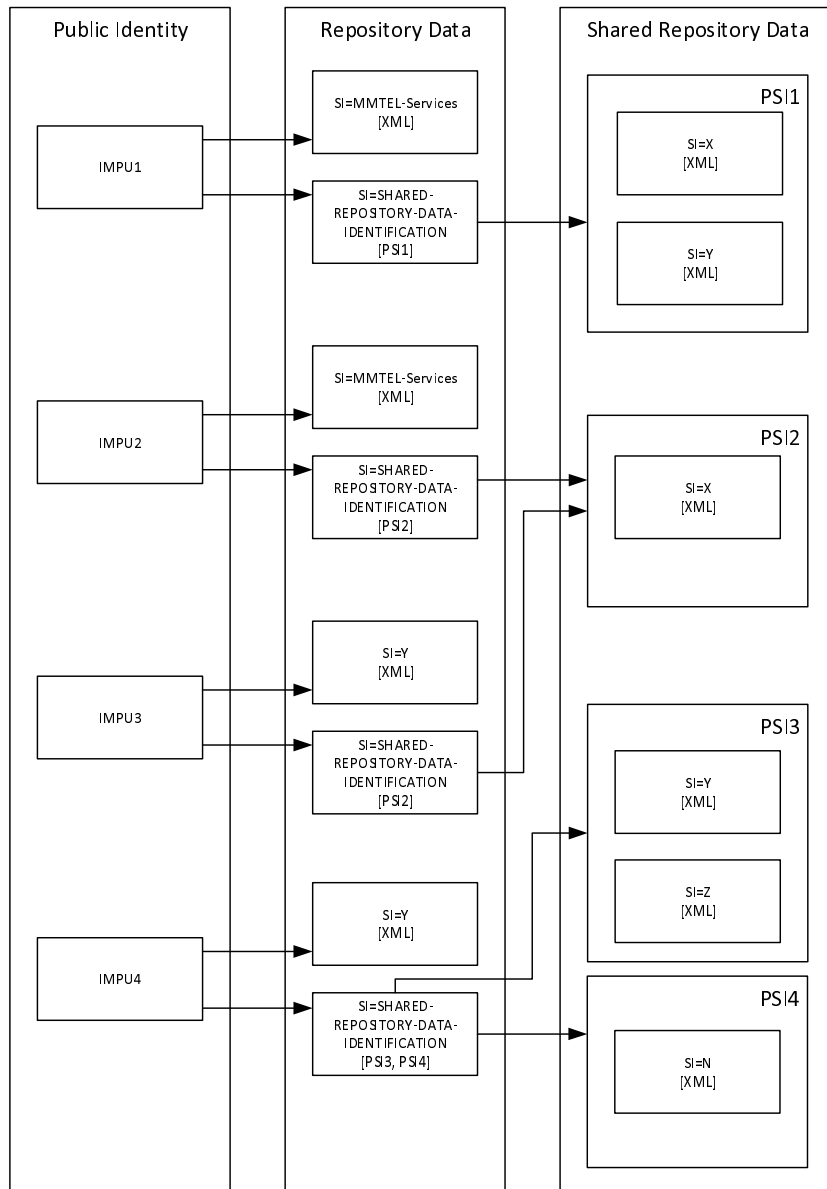 Public Identity
Repository Data
Shared Repository Data
IMPU1
SI=MMTEL-Services
[XML]
SI=SHARED-
REPOSITORY-DATA-
IDENTIFICATION
[PSI1]
PSI1
SI=X
[XML]
SI=Y
[XML]
IMPU2
SI=MMTEL-Services
[XML]
SI=SHARED-
REPOSITORY-DATA-
IDENTIFICATION
[PSI2]
PSI2
SI=X
[XML]
IMPU3
SI=Y
[XML]
SI=SHARED-
REPOSITORY-DATA-
IDENTIFICATION
[PSI2]
PSI3
SI=Y
[XML]
SI=Z
[XML]
IMPU4
SI=Y
[XML]
SI=SHARED-
REPOSITORY-DATA-
IDENTIFICATION
[PSI3, PSI4]
PSI4
SI=N
[XML]